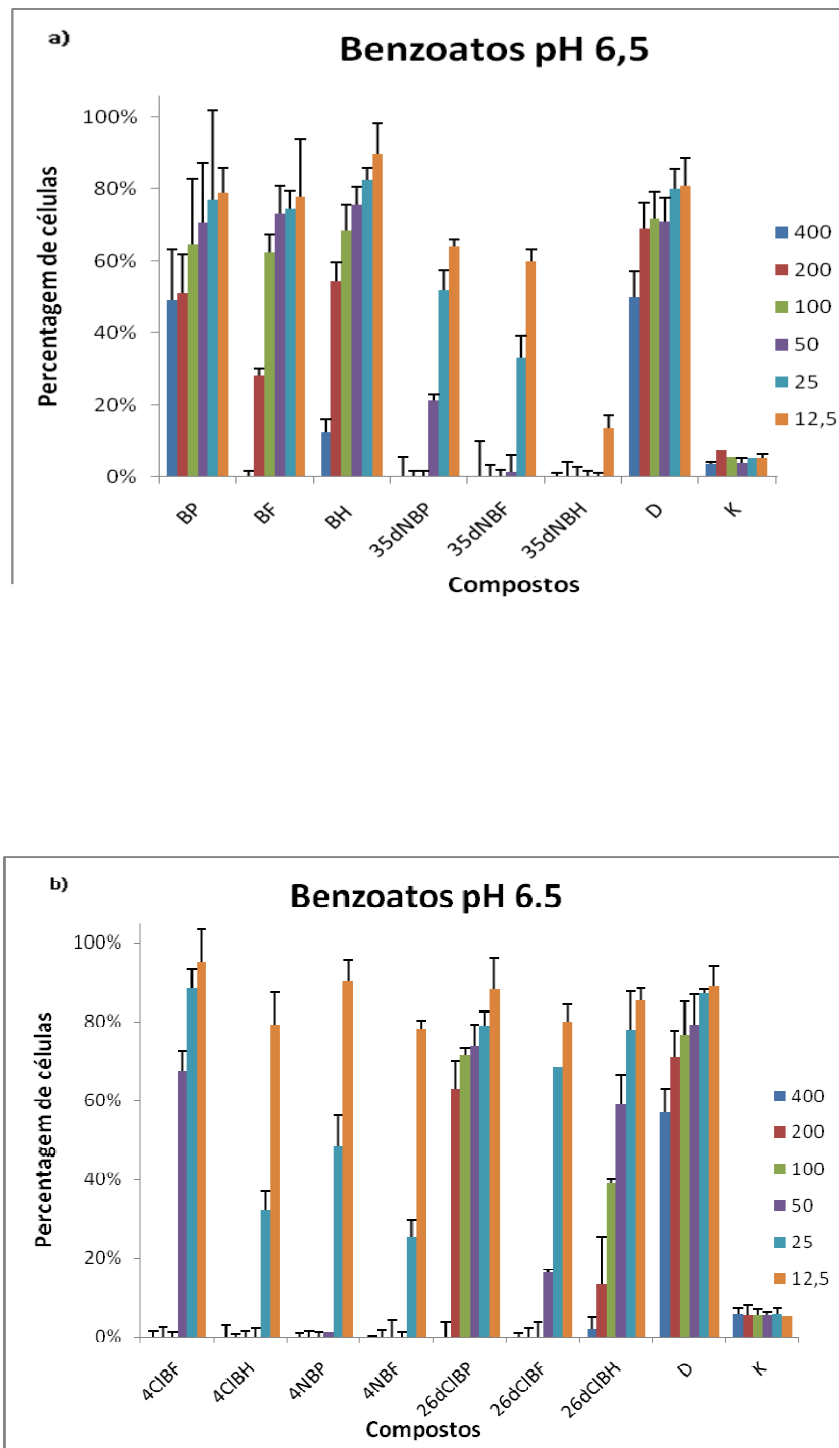 a)
Benzoatos pH 6,5
Percentagem de células
100%
80%
60%
40%
20%
0%
BP
BF
BH
35dNBP
35dNBF
35dNBH
D
K
Compostos
400
200
100
50
25
12,5
b)
Benzoatos pH 6.5
Percentagem de células
100%
80%
60%
40%
20%
0%
4ClBF
4ClBH
4NBP
4NBF
26dClBP
26dClBF
26dClBH
D
K
Compostos
400
200
100
50
25
12,5